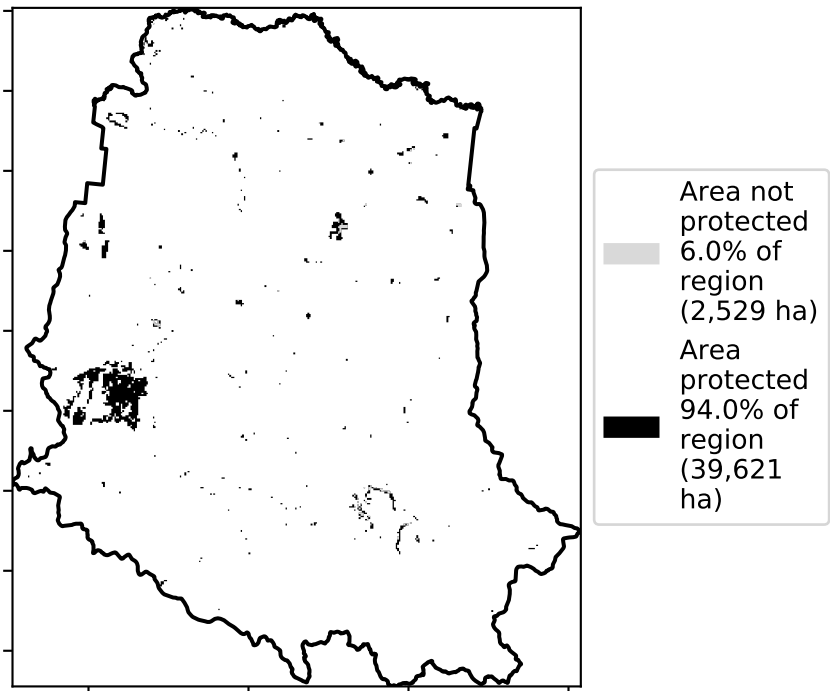 Area not
protected
6.0% of
region
(2,529 ha)
Area
protected
94.0% of
region
(39,621
ha)